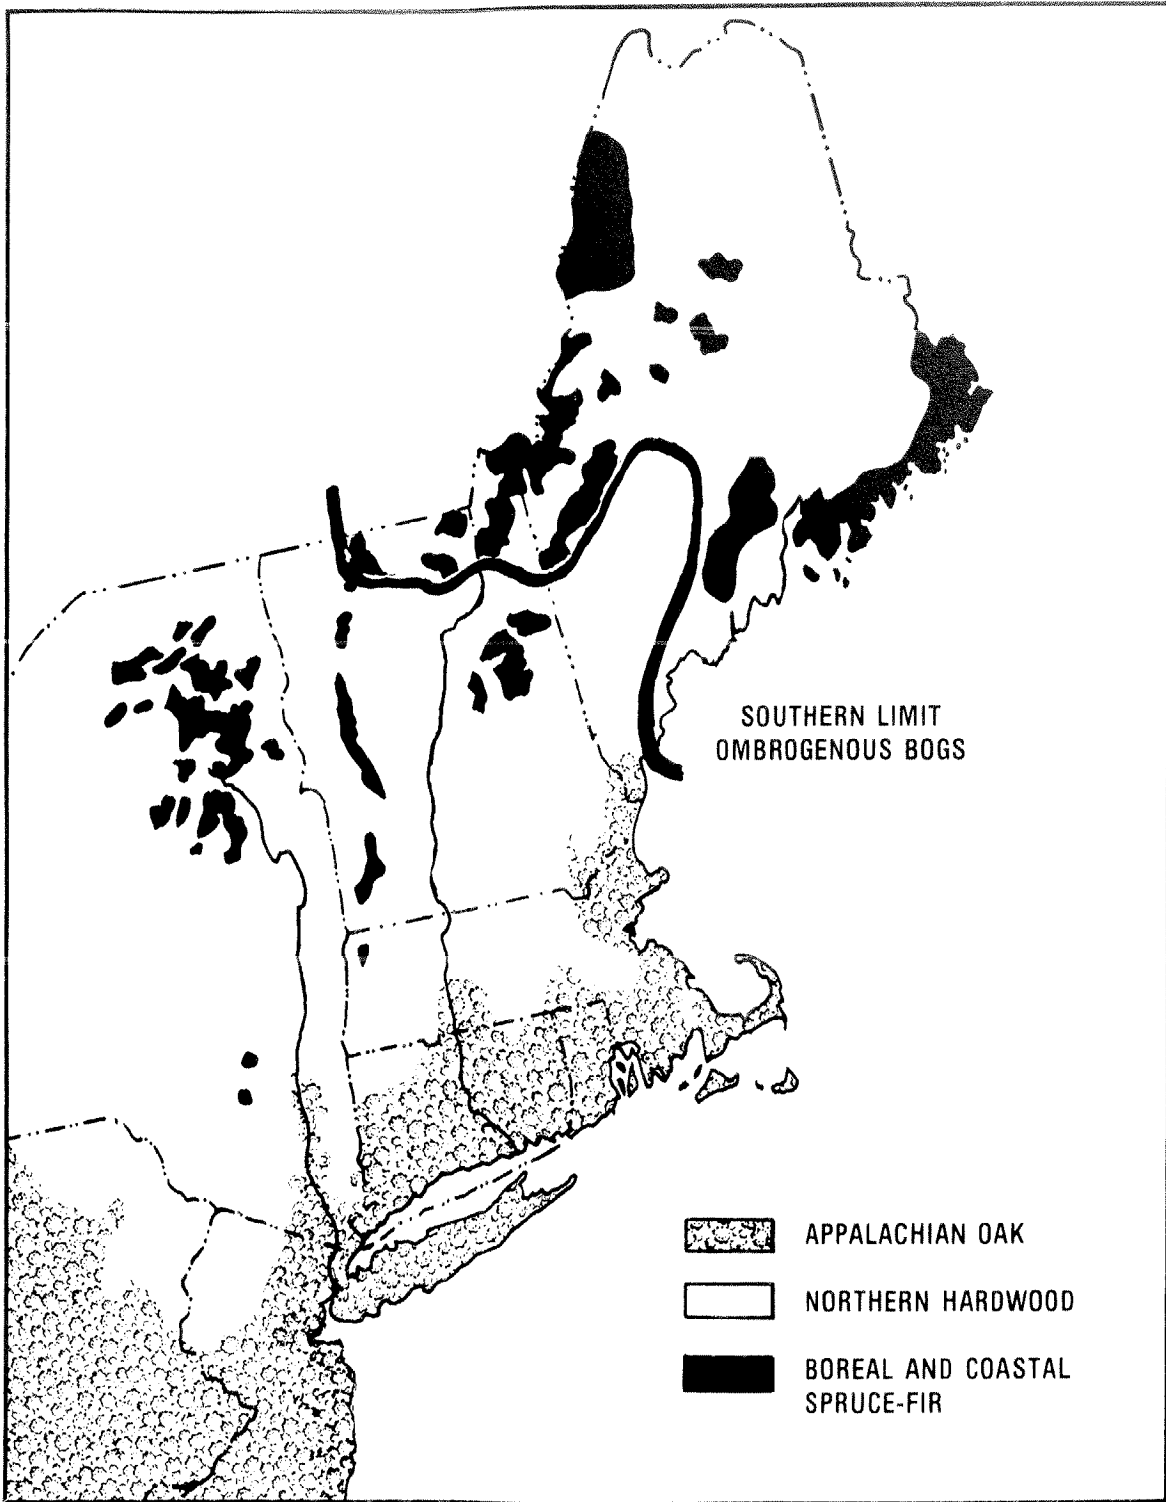 SOUTHERN LIMIT
OMBROGENOUS BOGS
APPALACHIAN OAK
NORTHERN HARDWOOD
BOREAL AND COASTAL
SPRUCE-FIR